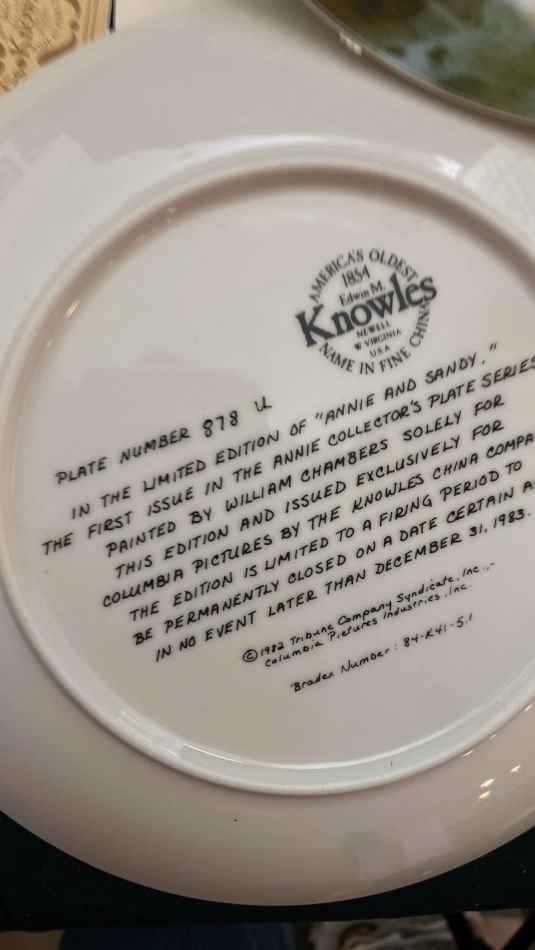 AMERICA'S OLDEST
1854
Edwin M.
Knowles
NEWELL
W VIRGINIA
U.S.A
NAME IN FINE CHINA
PLATE NUMBER 878 U
IN THE LIMITED EDITION OF "ANNIE AND SANDY,"
THE FIRST ISSUE IN THE ANNIE COLLECTOR'S PLATE SERIES
PAINTED BY WILLIAM CHAMBERS SOLELY FOR
THIS EDITION AND ISSUED EXCLUSIVELY FOR
COLUMBIA PICTURES BY THE KNOWLES CHINA COMPA
THE EDITION IS LIMITED TO A FIRING PERIOD TO
BE PERMANENTLY CLOSED ON A DATE CERTAIN A
IN NO EVENT LATER THAN DECEMBER 31, 1983.
©1982 Tribune Company Syndicate, Inc.,
Columbia Pictures Industries, Inc.
Bradex Number: 84-K41-5.1